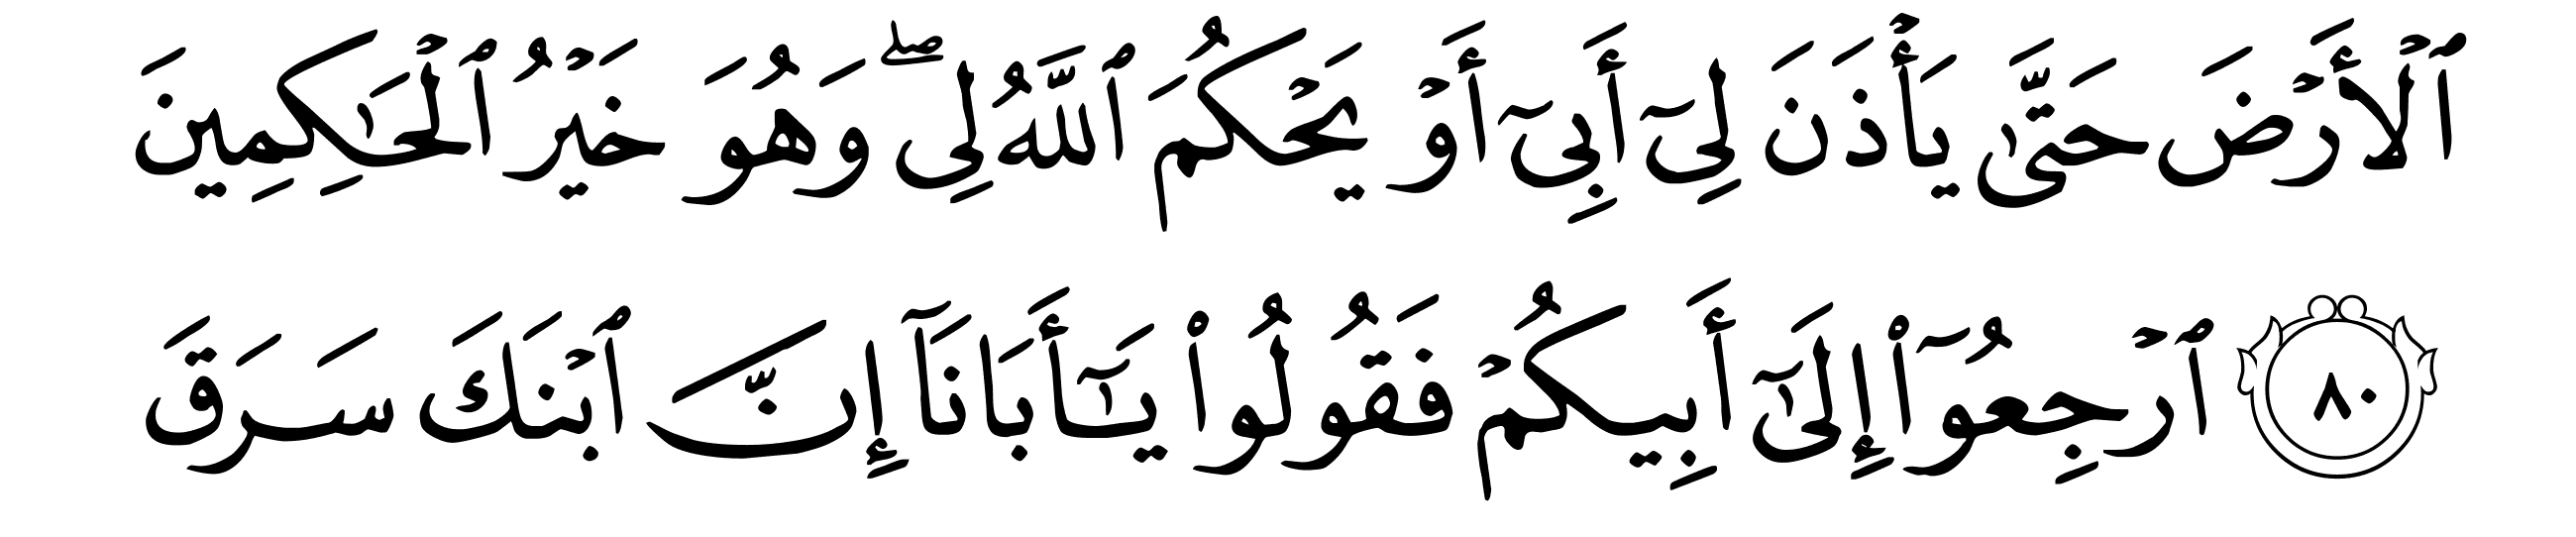 ٱلْأَرْضَ حَتَّىٰ يَأْذَنَ لِىٓ أَبِىٓ أَوْ يَحْكُمَ ٱللَّهُ لِى ۖ وَهُوَ خَيْرُ ٱلْحَـٰكِمِينَ
۝٨٠ ٱرْجِعُوٓا۟ إِلَىٰٓ أَبِيكُمْ فَقُولُوا۟ يَـٰٓأَبَانَآ إِنَّ ٱبْنَكَ سَرَقَ